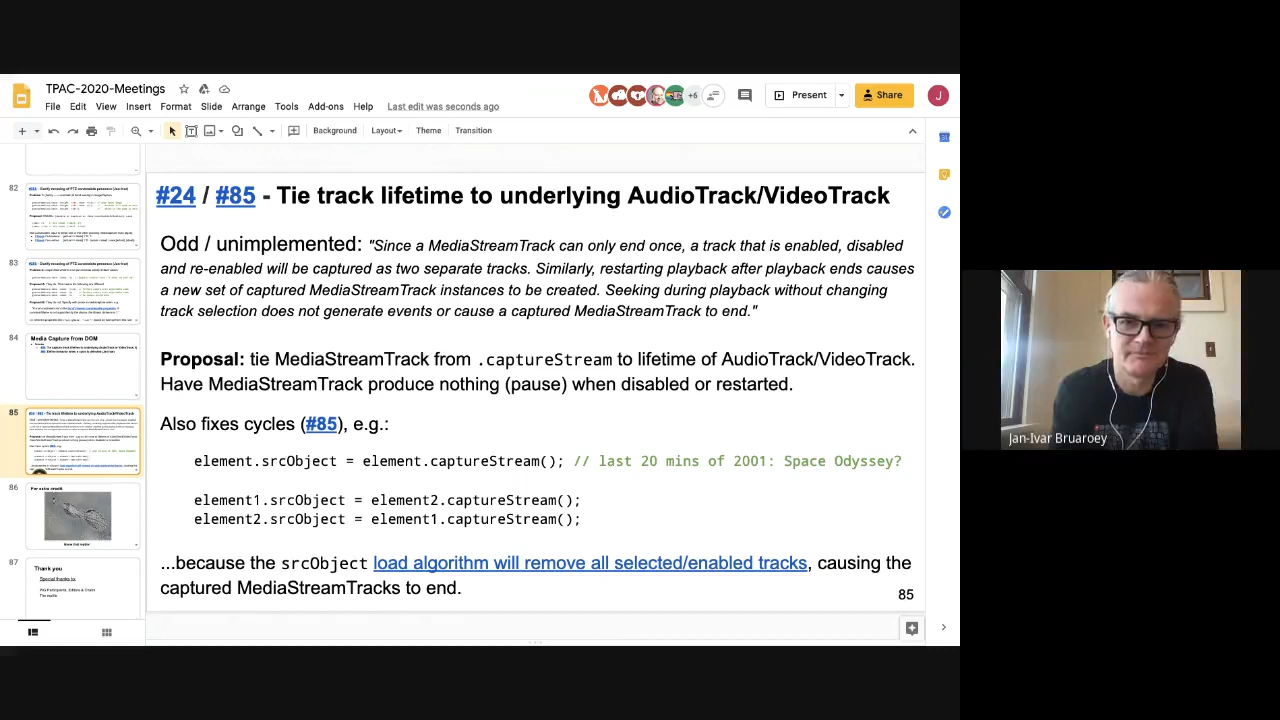 TPAC-2020-Meetings
File Edit View Insert Format Slide Arrange Tools Add-ons Help Last edit was seconds ago
+6
Present
Share
J
Background Layout Theme Transition
82
83
84
Media Capture from DOM
85
86
For extra credit
87
Thank you
Special thanks to:
#24 / #85 - Tie track lifetime to underlying AudioTrack/VideoTrack
Odd / unimplemented: "Since a MediaStreamTrack can only end once, a track that is enabled, disabled
and re-enabled will be captured as two separate tracks. Similarly, restarting playback after playback ends causes
a new set of captured MediaStreamTrack instances to be created. Seeking during playback without changing
track selection does not generate events or cause a captured MediaStreamTrack to end."
Proposal: tie MediaStreamTrack from .captureStream to lifetime of AudioTrack/VideoTrack.
Have MediaStreamTrack produce nothing (pause) when disabled or restarted.
Also fixes cycles (#85), e.g.:
element.srcObject = element.captureStream(); // last 20 mins of 2001: Space Odyssey?
element1.srcObject = element2.captureStream();
element2.srcObject = element1.captureStream();
...because the srcObject load algorithm will remove all selected/enabled tracks, causing the
captured MediaStreamTracks to end.
85
Jan-Ivar Bruaroey